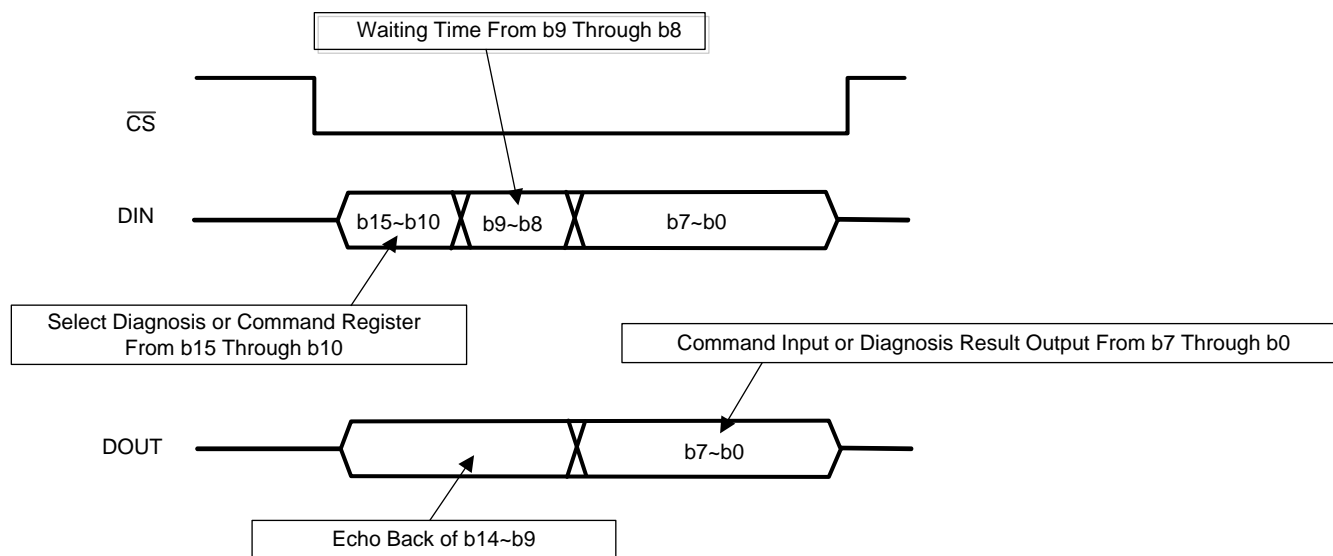 Waiting Time From b9 Through b8
CS
DIN
b15~b10
b9~b8
b7~b0
Select Diagnosis or Command Register
From b15 Through b10
Command Input or Diagnosis Result Output From b7 Through b0
DOUT
b7~b0
Echo Back of b14~b9